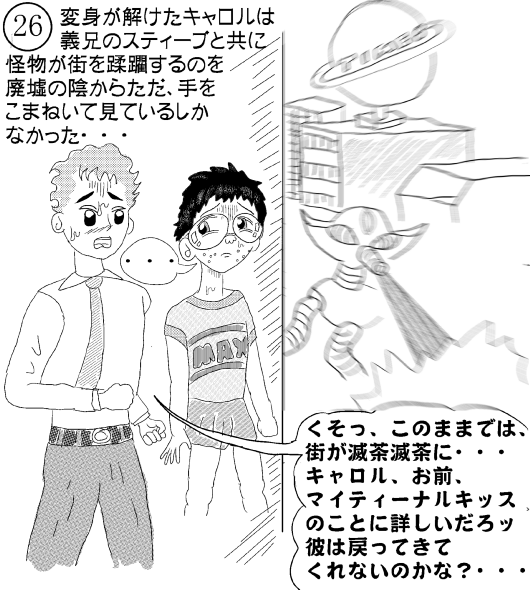 26
変身が解けたキャロルは
義兄のスティーブと共に
怪物が街を蹂躙するのを
廃墟の陰からただ、手を
こまねいて見ているしか
なかった・・・
TIMES
・・・
MAX
くそっ、このままでは、
街が滅茶滅茶に・・・
キャロル、お前、
マイティーナルキッス
のことに詳しいだろッ
彼は戻ってきて
くれないのかな？・・・